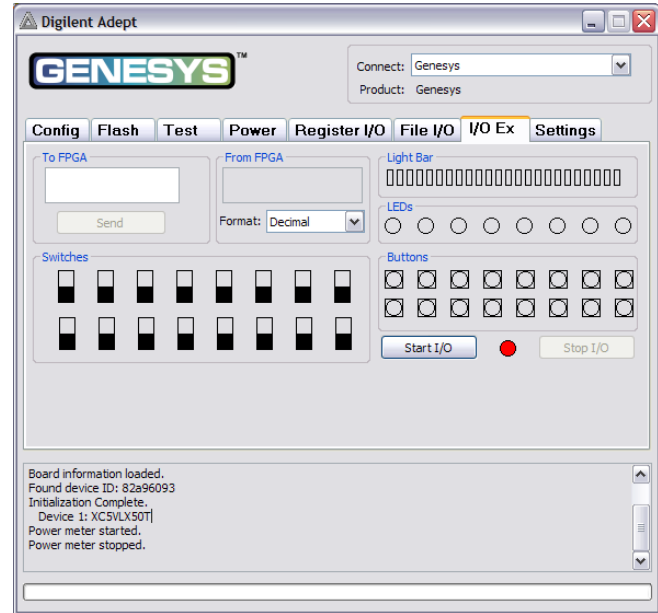 Digilent Adept
GENESYS™
Connect: Genesys
Product: Genesys
Config Flash Test Power Register I/O File I/O I/O Ex Settings
To FPGA
Send
From FPGA
Format: Decimal
Light Bar
LEDs
Switches
Buttons
Start I/O
Stop I/O
Board information loaded.
Found device ID: 82a96093
Initialization Complete.
Device 1: XC5VLX50T
Power meter started.
Power meter stopped.